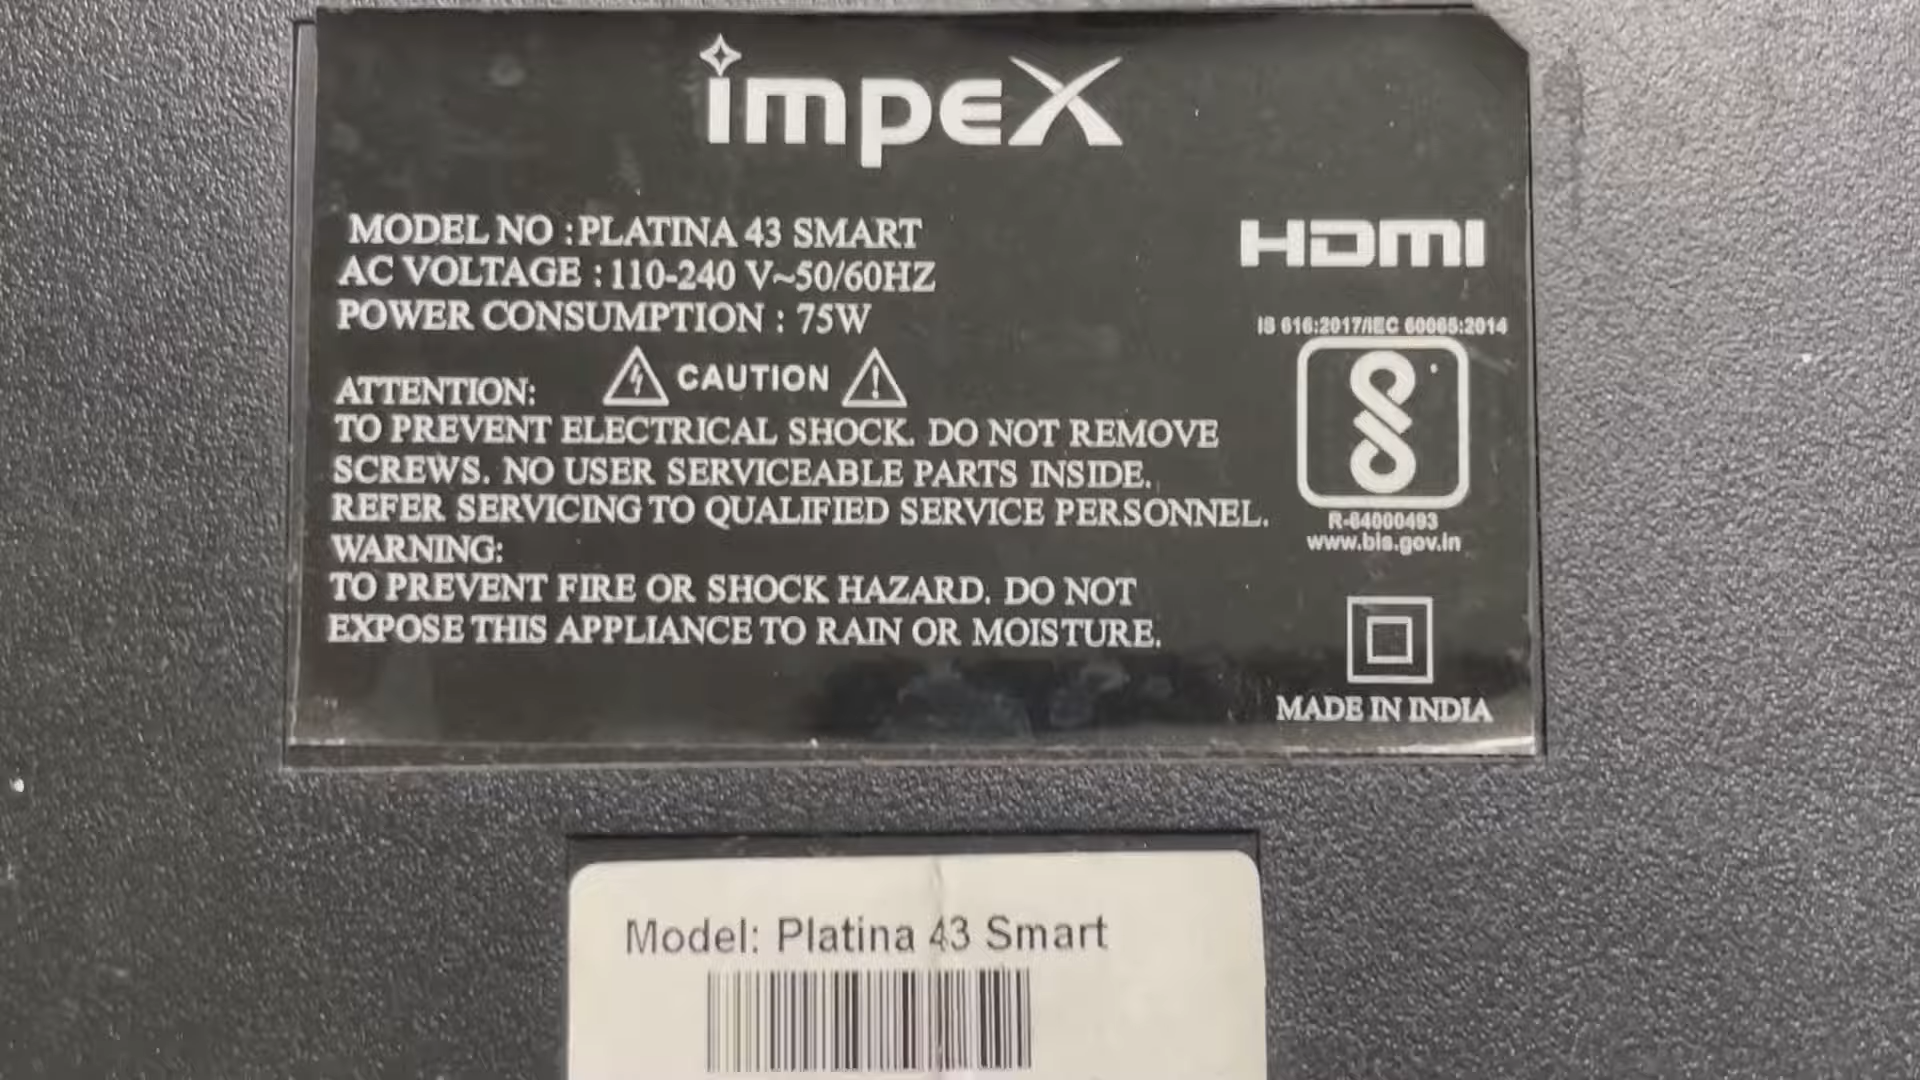 impex
MODEL NO : PLATINA 43 SMART
AC VOLTAGE : 110-240 V~50/60HZ
POWER CONSUMPTION : 75W
HDMI
IS 616:2017/IEC 60065:2014
R-64000493
www.bis.gov.in
MADE IN INDIA
ATTENTION: CAUTION
TO PREVENT ELECTRICAL SHOCK. DO NOT REMOVE
SCREWS. NO USER SERVICEABLE PARTS INSIDE.
REFER SERVICING TO QUALIFIED SERVICE PERSONNEL.
WARNING:
TO PREVENT FIRE OR SHOCK HAZARD. DO NOT
EXPOSE THIS APPLIANCE TO RAIN OR MOISTURE.
Model: Platina 43 Smart